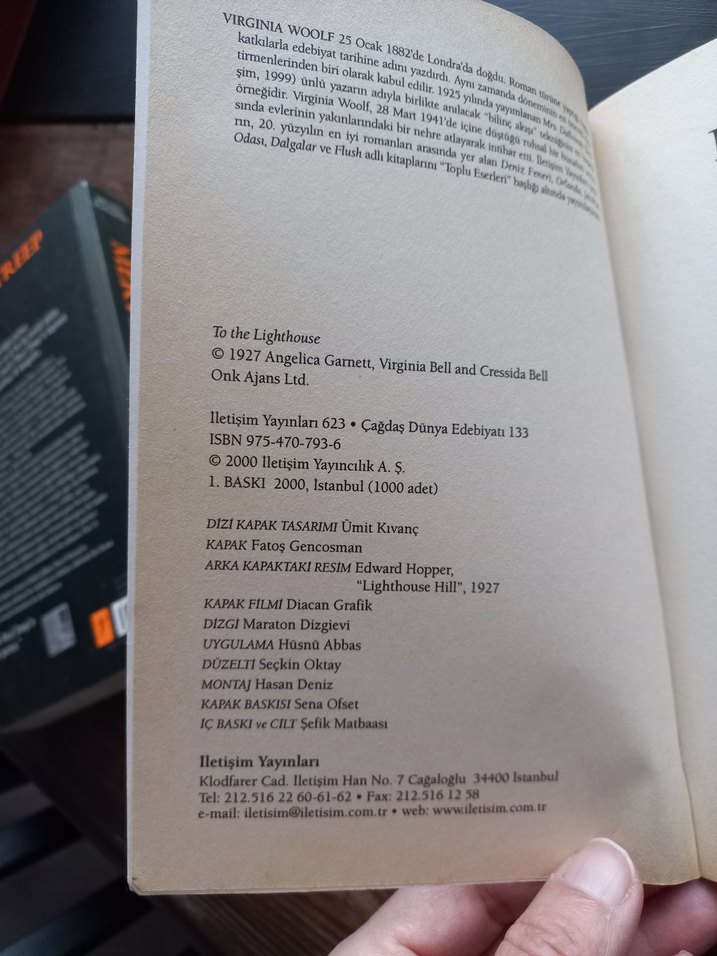 VIRGINIA WOOLF 25 Ocak 1882'de Londra'da doğdu. Roman türüne yaptığı
katkılarla edebiyat tarihine adını yazdırdı. Aynı zamanda döneminin en
tirmenlerinden biri olarak kabul edilir. 1925 yılında yayımlanan Mrs. Dalloway
şim, 1999) ünlü yazarın adıyla birlikte anılacak "bilinç akışı" tekniğinin en
örneğidir. Virginia Woolf, 28 Mart 1941'de içine düştüğü ruhsal bir
sında evlerinin yakınlarındaki bir nehre atlayarak intihar etti. İletişim Yayınları
rın, 20. yüzyılın en iyi romanları arasında yer alan Deniz Feneri, Orlando,
Odası, Dalgalar ve Flush adlı kitaplarını "Toplu Eserleri" başlığı altında
To the Lighthouse
© 1927 Angelica Garnett, Virginia Bell and Cressida Bell
Onk Ajans Ltd.
İletişim Yayınları 623 • Çağdaş Dünya Edebiyatı 133
ISBN 975-470-793-6
© 2000 İletişim Yayıncılık A. Ş.
1. BASKI 2000, İstanbul (1000 adet)
DİZİ KAPAK TASARIMI Ümit Kıvanç
KAPAK Fatoş Gencosman
ARKA KAPAKTAKİ RESİM Edward Hopper,
"Lighthouse Hill", 1927
KAPAK FİLMİ Diacan Grafik
DİZGİ Maraton Dizgievi
UYGULAMA Hüsnü Abbas
DÜZELTİ Seçkin Oktay
MONTAJ Hasan Deniz
KAPAK BASKISI Sena Ofset
İÇ BASKI ve CİLT Şefik Matbaası
İletişim Yayınları
Klodfarer Cad. İletişim Han No. 7 Cağaloğlu 34400 İstanbul
Tel: 212.516 22 60-61-62 • Fax: 212.516 12 58
e-mail: iletisim@iletisim.com.tr • web: www.iletisim.com.tr